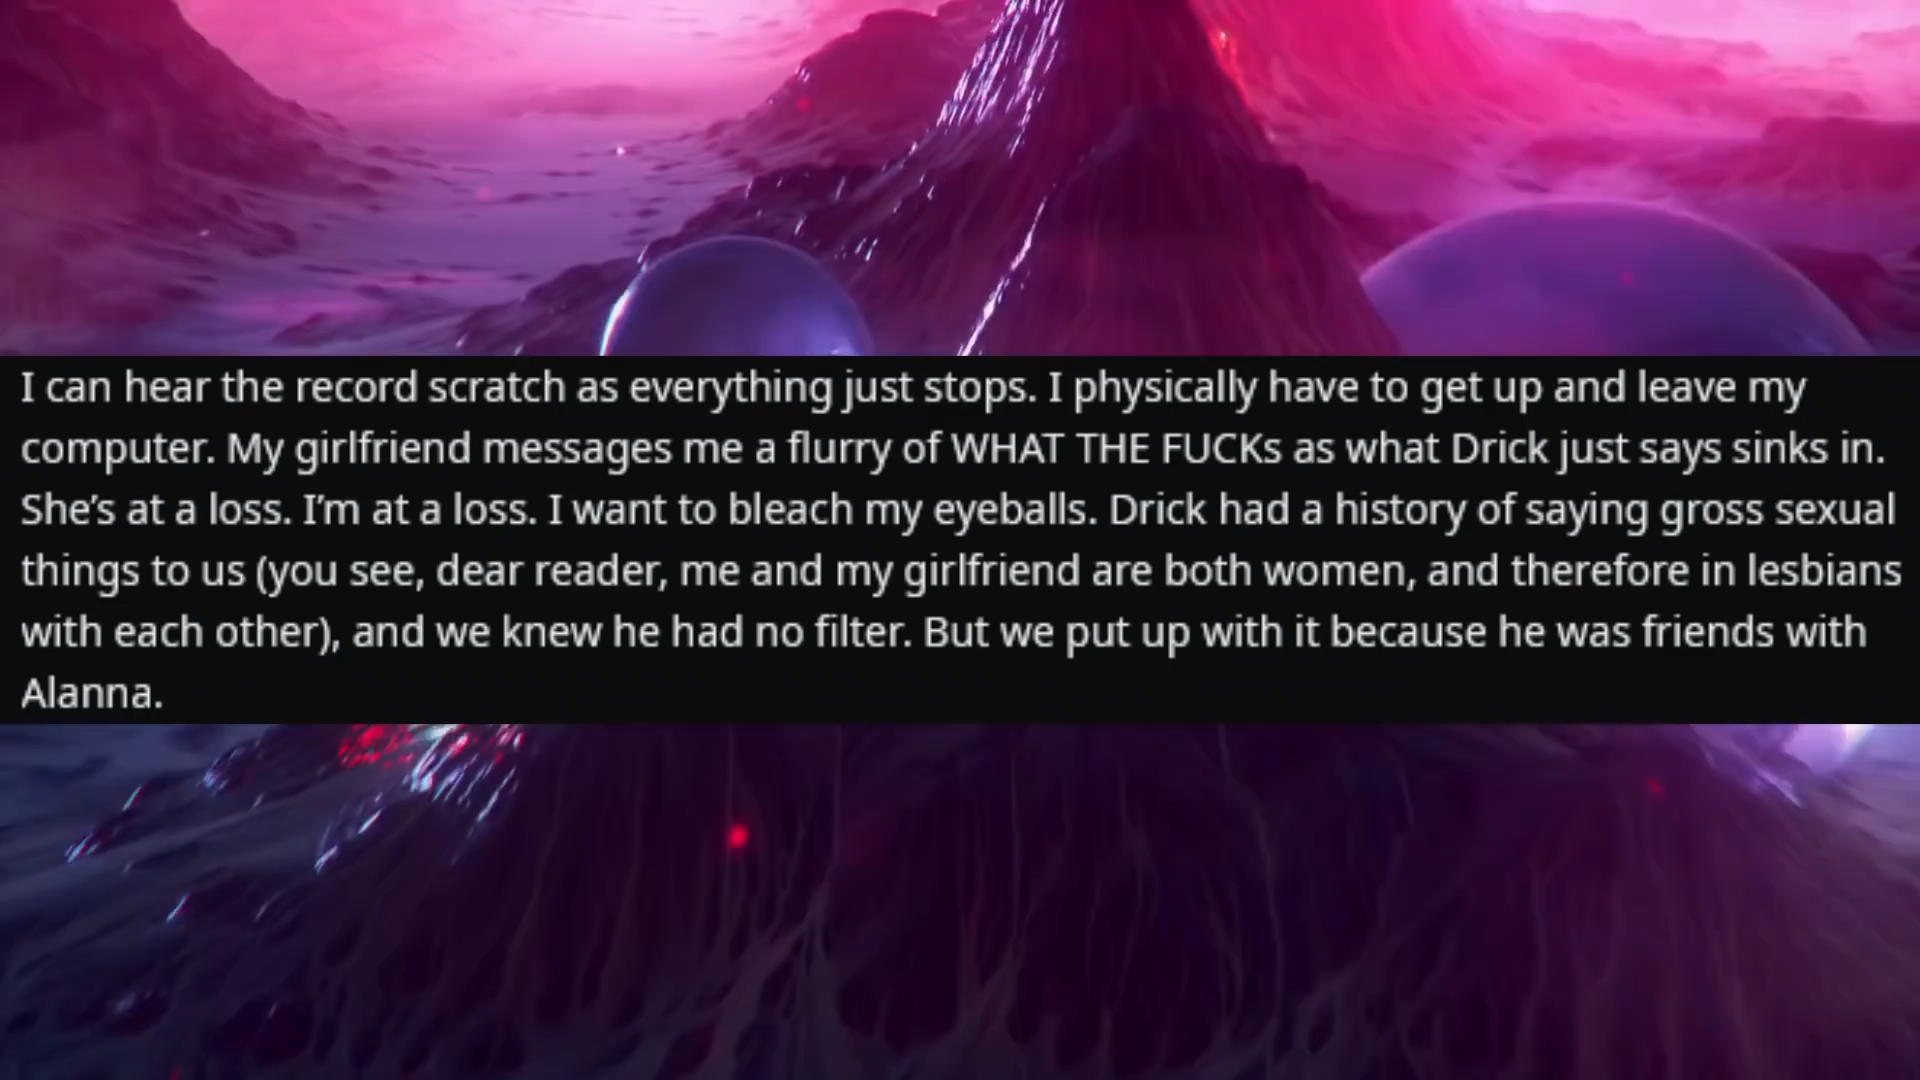 I can hear the record scratch as everything just stops. I physically have to get up and leave my
computer. My girlfriend messages me a flurry of WHAT THE FUCKs as what Drick just says sinks in.
She’s at a loss. I’m at a loss. I want to bleach my eyeballs. Drick had a history of saying gross sexual
things to us (you see, dear reader, me and my girlfriend are both women, and therefore in lesbians
with each other), and we knew he had no filter. But we put up with it because he was friends with
Alanna.